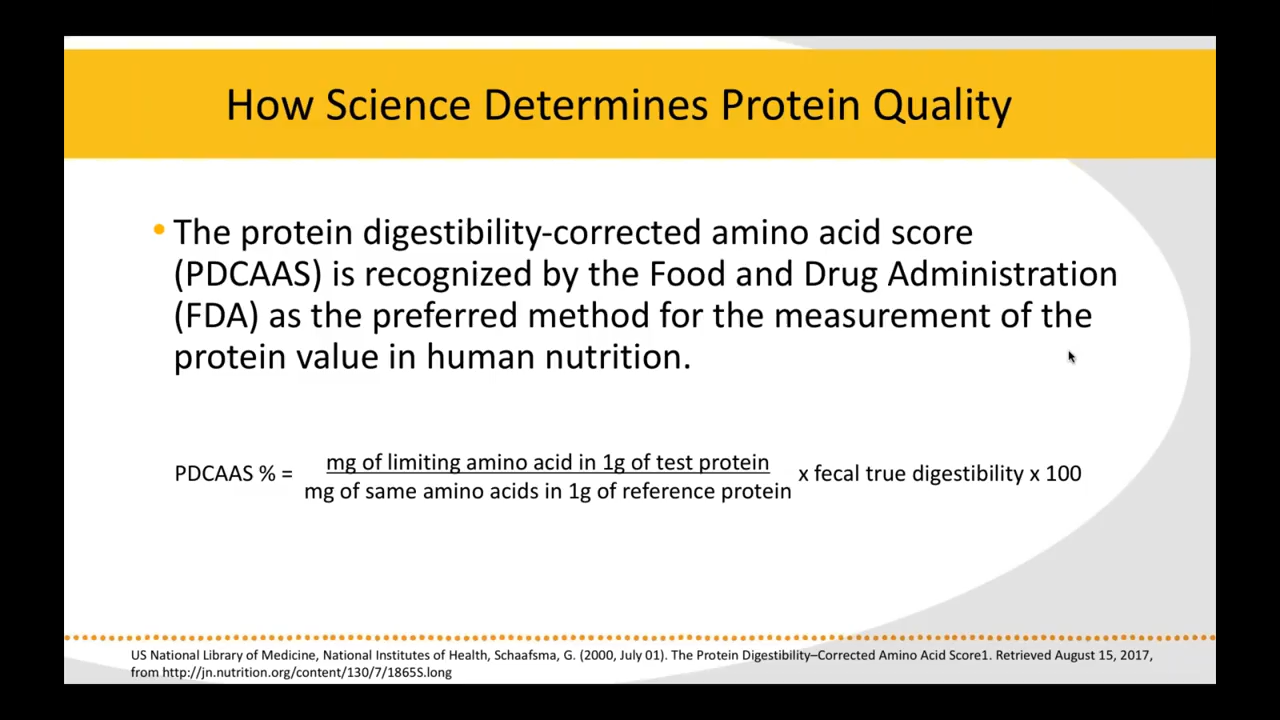 How Science Determines Protein Quality
• The protein digestibility-corrected amino acid score
(PDCAAS) is recognized by the Food and Drug Administration
(FDA) as the preferred method for the measurement of the
protein value in human nutrition.
mg of limiting amino acid in 1g of test protein
PDCAAS % = x fecal true digestibility x 100
mg of same amino acids in 1g of reference protein
US National Library of Medicine, National Institutes of Health, Schaafsma, G. (2000, July 01). The Protein Digestibility–Corrected Amino Acid Score1. Retrieved August 15, 2017,
from http://jn.nutrition.org/content/130/7/1865S.long